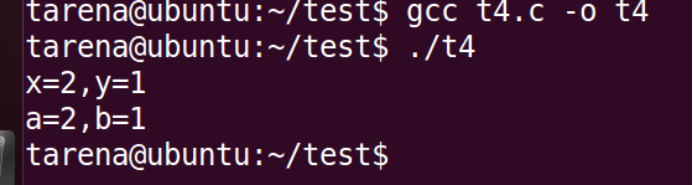 tarena@ubuntu:~/test$ gcc t4.c -o t4
tarena@ubuntu:~/test$ ./t4
x=2,y=1
a=2,b=1
tarena@ubuntu:~/test$